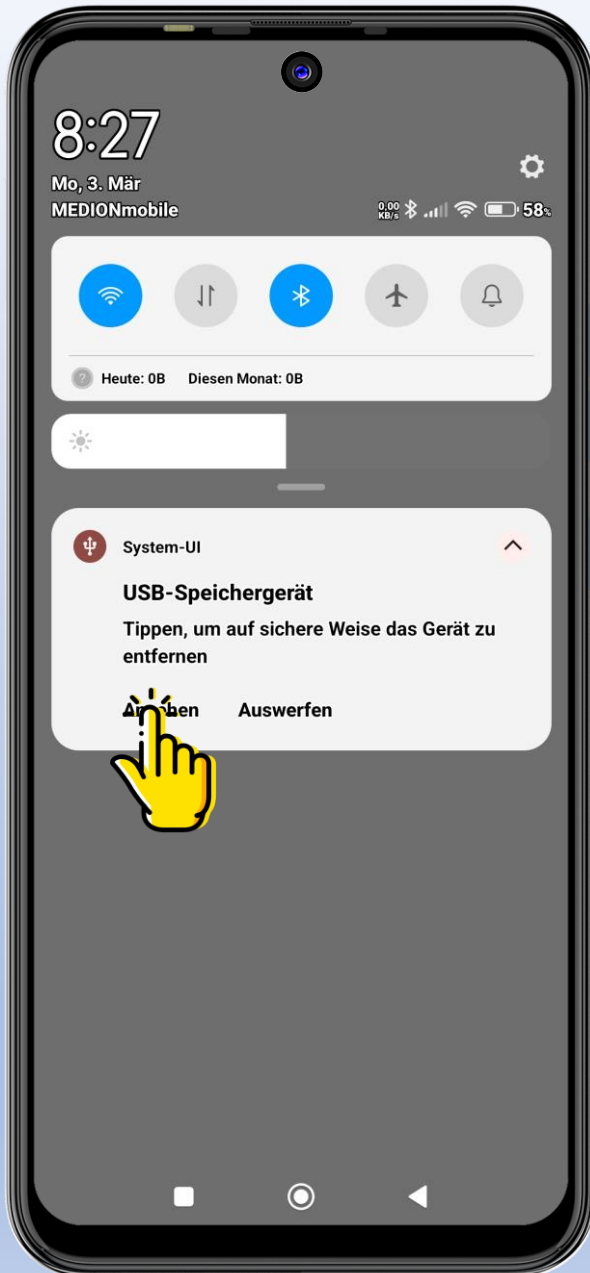 8:27
Mo, 3. Mär
MEDIONmobile
0,00
KB/s
58%
Heute: 0B Diesen Monat: 0B
System-UI
USB-Speichergerät
Tippen, um auf sichere Weise das Gerät zu
entfernen
Auswerfen